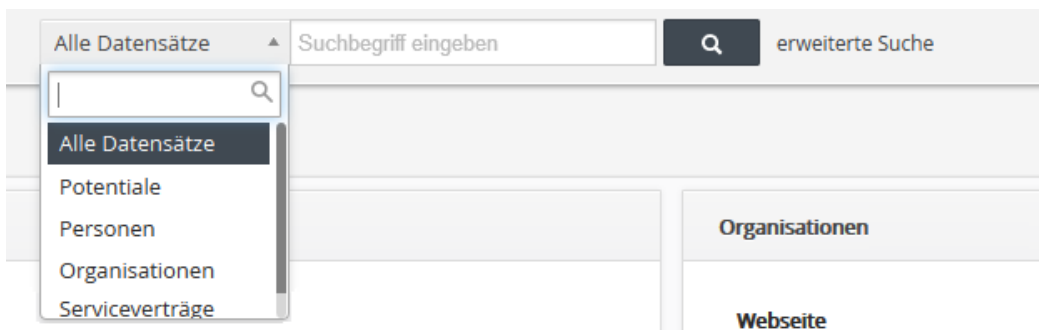 Alle Datensätze Suchbegriff eingeben erweiterte Suche
Alle Datensätze
Potentiale
Personen
Organisationen
Serviceverträge
Organisationen
Webseite